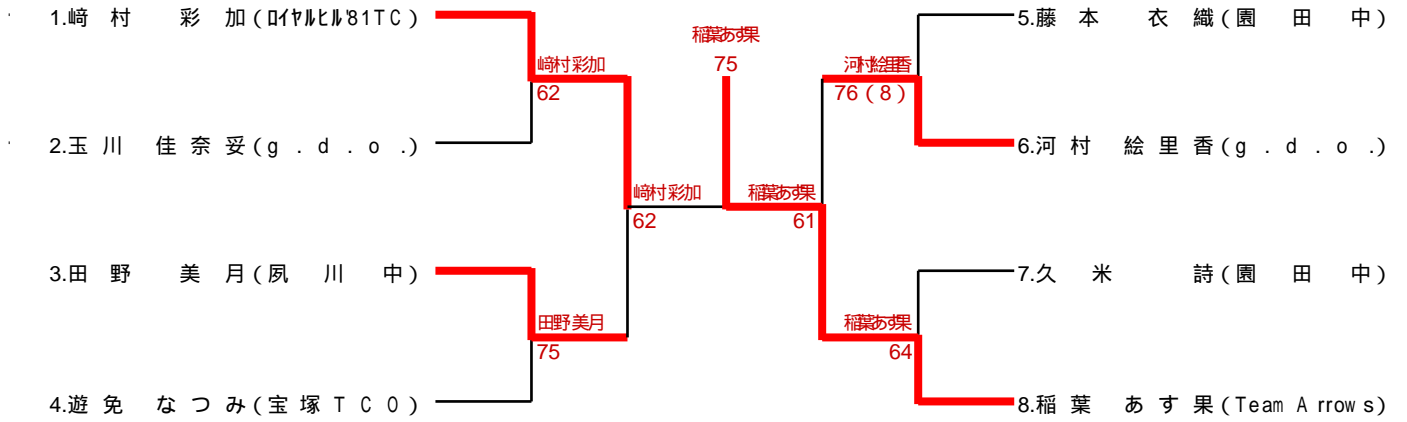 1.﨑村 彩加(ﾛｲﾔﾙﾋﾙ'81TC)
﨑村彩加
62
2.玉川 佳奈妥(g.d.o.)
﨑村彩加
62
3.田野 美月(夙川中)
田野美月
75
4.遊免 なつみ(宝塚TCO)
稲葉あす果
75
5.藤本 衣織(園田中)
河村絵里香
76(8)
6.河村 絵里香(g.d.o.)
稲葉あす果
61
7.久米 詩(園田中)
稲葉あす果
64
8.稲葉 あす果(Team Arrows)